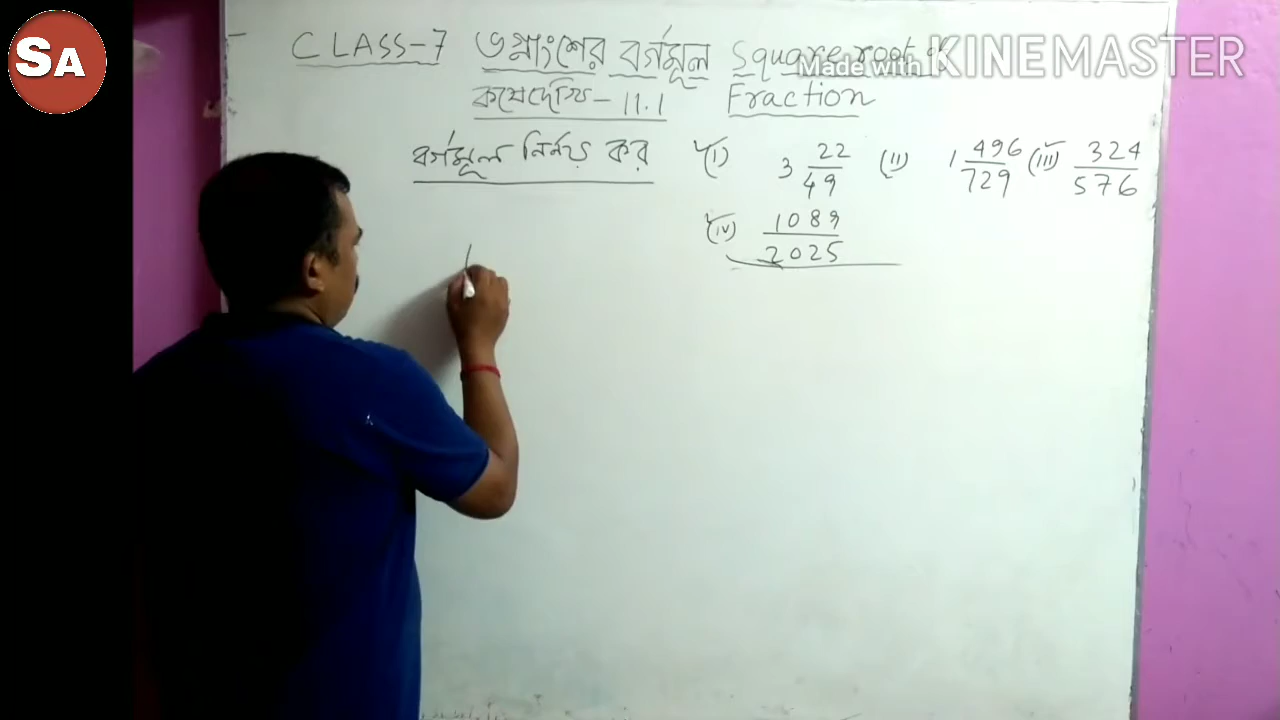 SA
CLASS-7 ভগ্নাংশের বর্গমূল Square root of
Made with KINEMASTER
কষেদেখি-11.1 Fraction
বর্গমূল নির্নয় কর (i) 3 22/49 (ii) 1 496/729 (iii) 324/576
(iv) 1089/2025